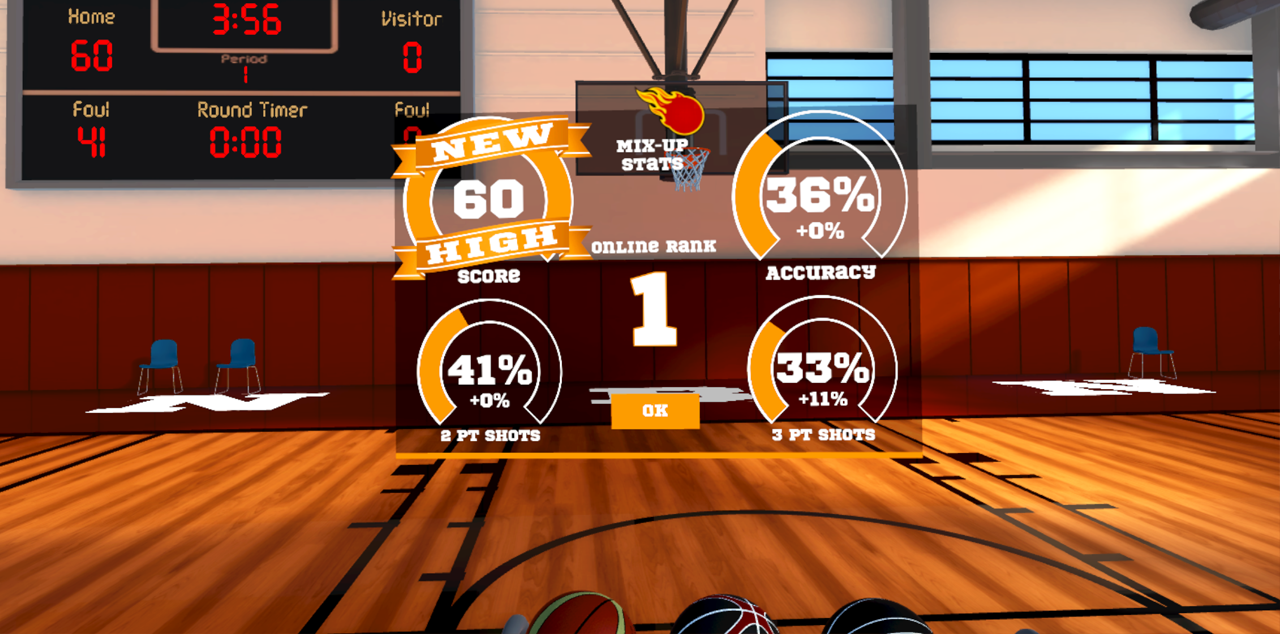 Home
3:56
Visitor
60
Period
0
1
Foul
Round Timer
Foul
41
0:00
NEW
60
HIGH
SCORE
MIX-UP
STATS
36%
+0%
ACCURACY
ONLINE RANK
1
41%
+0%
2 PT SHOTS
OK
33%
+11%
3 PT SHOTS